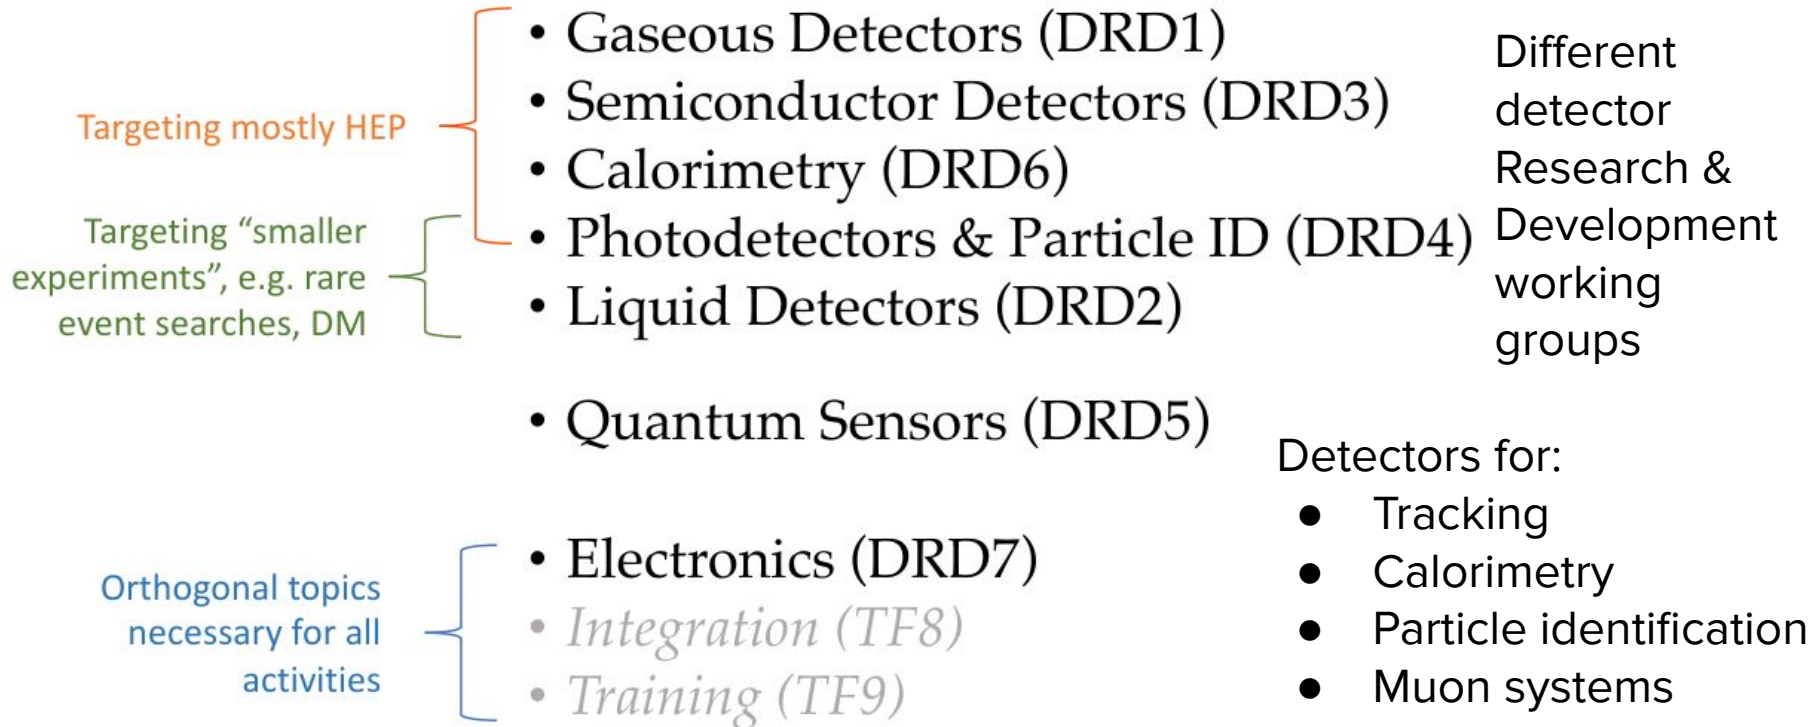 Targeting mostly HEP
Targeting “smaller
experiments”, e.g. rare
event searches, DM
Orthogonal topics
necessary for all
activities
• Gaseous Detectors (DRD1)
• Semiconductor Detectors (DRD3)
• Calorimetry (DRD6)
• Photodetectors & Particle ID (DRD4)
• Liquid Detectors (DRD2)
• Quantum Sensors (DRD5)
• Electronics (DRD7)
• Integration (TF8)
• Training (TF9)
Different
detector
Research &
Development
working
groups
Detectors for:
● Tracking
● Calorimetry
● Particle identification
● Muon systems